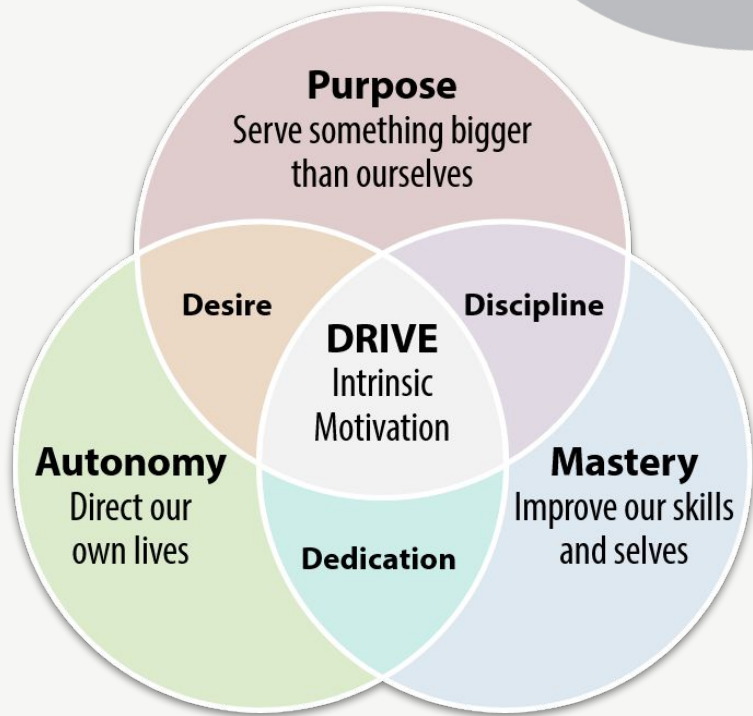 Purpose
Serve something bigger
than ourselves
Desire
Discipline
DRIVE
Intrinsic
Motivation
Autonomy
Direct our
own lives
Mastery
Improve our skills
and selves
Dedication